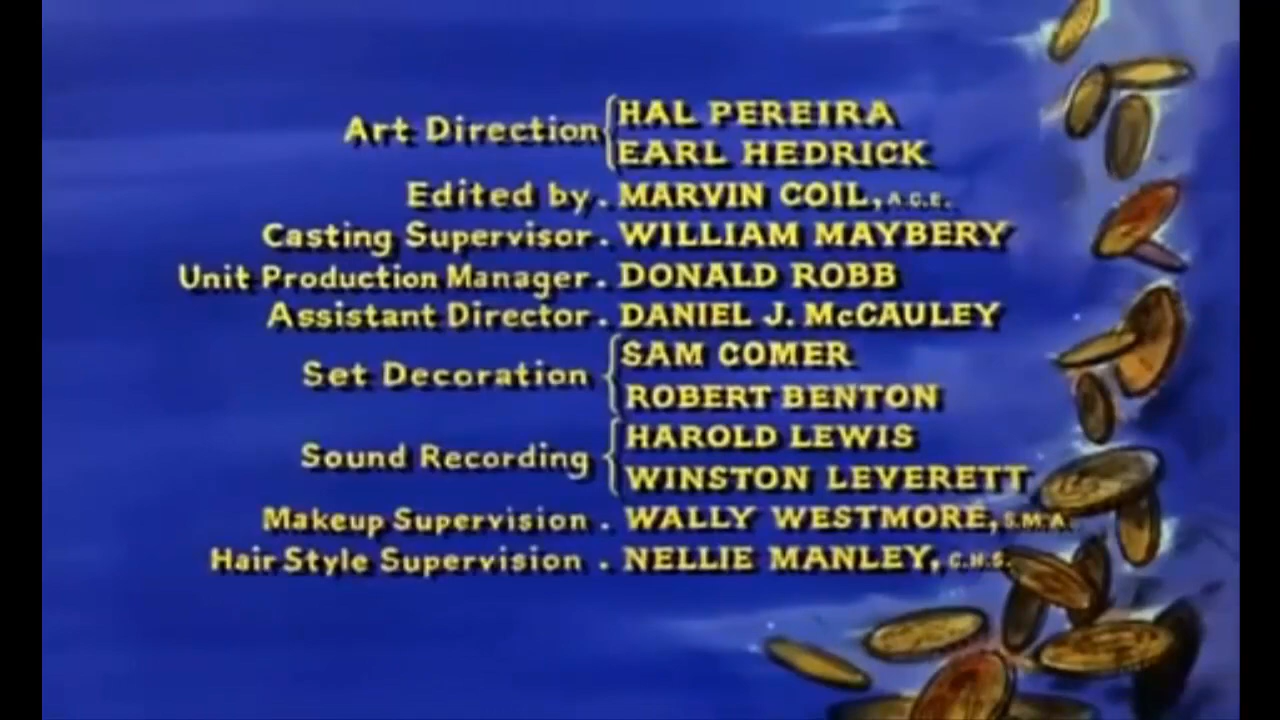 Art Direction { HAL PEREIRA
EARL HEDRICK
Edited by . MARVIN COIL, A.C.E.
Casting Supervisor . WILLIAM MAYBERY
Unit Production Manager . DONALD ROBB
Assistant Director . DANIEL J. McCAULEY
Set Decoration { SAM COMER
ROBERT BENTON
Sound Recording { HAROLD LEWIS
WINSTON LEVERETT
Makeup Supervision . WALLY WESTMORE, S.M.A.
Hair Style Supervision . NELLIE MANLEY, C.H.S.